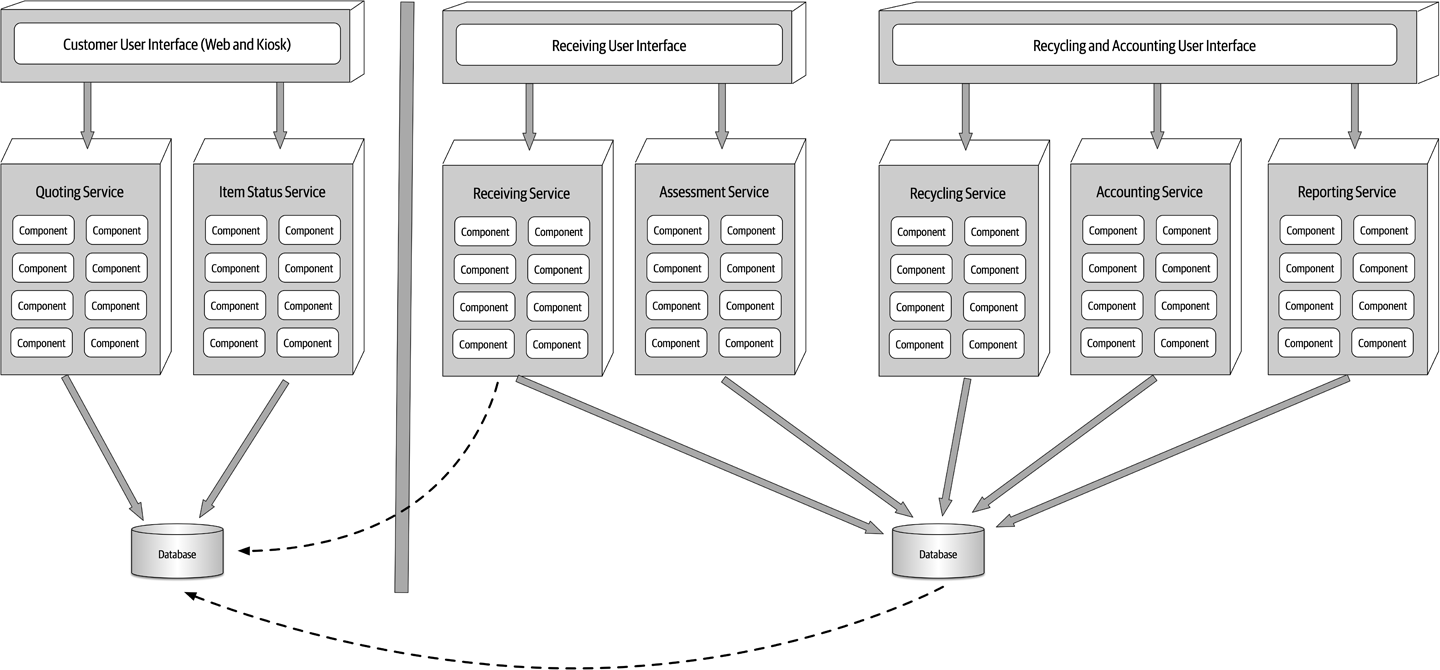 Customer User Interface (Web and Kiosk)
Receiving User Interface
Recycling and Accounting User Interface
Quoting Service
Component Component
Component Component
Component Component
Component Component
Item Status Service
Component Component
Component Component
Component Component
Component Component
Receiving Service
Component Component
Component Component
Component Component
Component Component
Assessment Service
Component Component
Component Component
Component Component
Component Component
Recycling Service
Component Component
Component Component
Component Component
Component Component
Accounting Service
Component Component
Component Component
Component Component
Component Component
Reporting Service
Component Component
Component Component
Component Component
Component Component
Database
Database